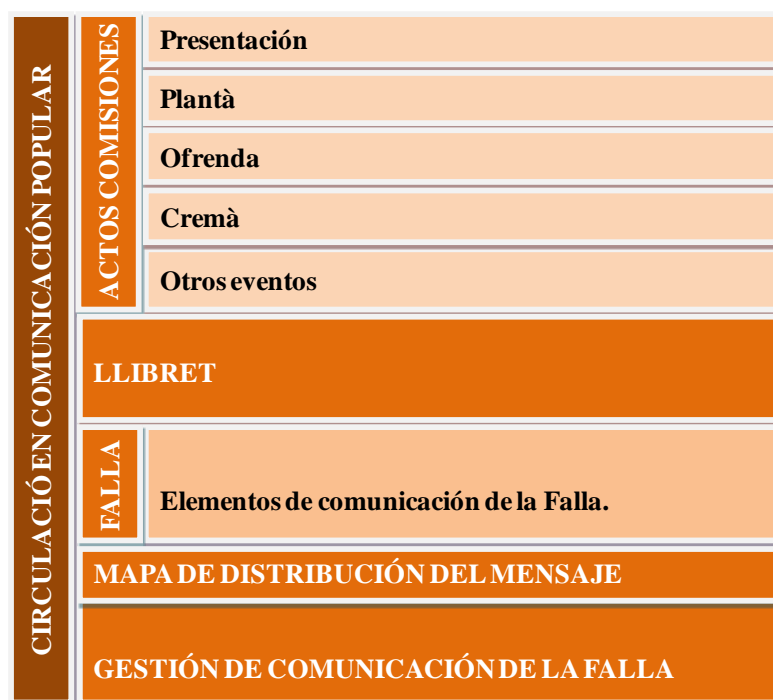 CIRCULACIÓ EN COMUNICACIÓN POPULAR
ACTOS COMISIONES
Presentación
Plantà
Ofrenda
Cremà
Otros eventos
LLIBRET
FALLA
Elementos de comunicación de la Falla.
MAPA DE DISTRIBUCIÓN DEL MENSAJE
GESTIÓN DE COMUNICACIÓN DE LA FALLA